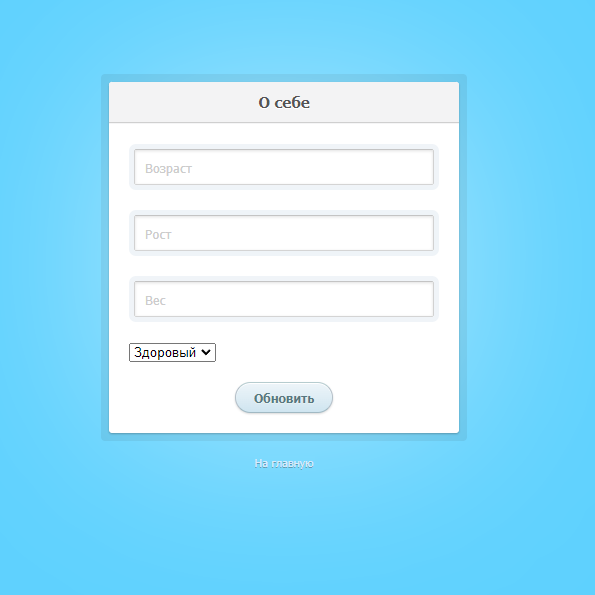 О себе
Возраст
Рост
Вес
Здоровый
Обновить
На главную